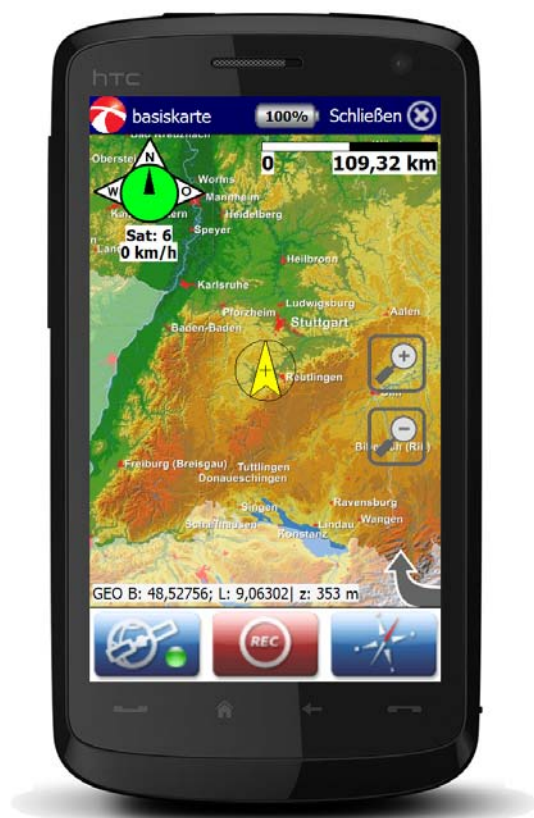 hTC
basiskarte 100% Schließen
0 109,32 km
Oberstei
N
W O
Worms
Mannheim
Heidelberg
Speyer
Sat: 6
0 km/h
Heilbronn
Karlsruhe
Pforzheim
Ludwigsburg
Aalen
Stuttgart
Baden-Baden
Reutlingen
Freiburg (Breisgau)
Tuttlingen
Donaueschingen
Singen
Ravensburg
Schaffhausen
Lindau
Wangen
Konstanz
GEO B: 48,52756; L: 9,06302| z: 353 m
REC